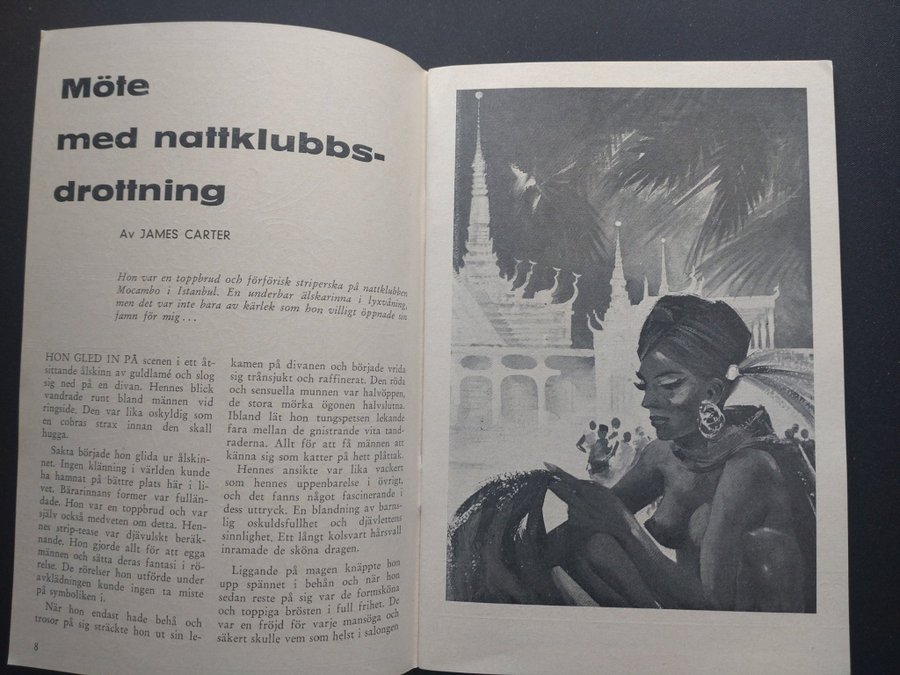 Möte
med nattklubbs-
drottning
Av JAMES CARTER
Hon var en toppbrud och förförisk striperska på nattklubben
Mocambo i Istanbul. En underbar älskarinna i lyxvåning,
men det var inte bara av kärlek som hon villigt öppnade sin
famn för mig ...
HON GLED IN PÅ scenen i ett åt-
sittande ålskinn av guldlamé och slog
sig ned på en divan. Hennes blick
vandrade runt bland männen vid
ringside. Den var lika oskyldig som
en cobras strax innan den skall
hugga.
Sakta började hon glida ur ålskin-
net. Ingen klänning i världen kunde
ha hamnat på bättre plats här i li-
vet. Bärarinnans former var fullän-
dade. Hon var en toppbrud och var
själv också medveten om detta. Hen-
nes strip-tease var djävulskt beräk-
nande. Hon gjorde allt för att egga
männen och sätta deras fantasi i rö-
relse. De rörelser hon utförde under
avklädningen kunde ingen ta miste
på symboliken i.
När hon endast hade behå och
trosor på sig sträckte hon ut sin le-
8
kamen på divanen och började vrida
sig trånsjukt och raffinerat. Den röda
och sensuella munnen var halvöppen,
de stora mörka ögonen halvslutna.
Ibland lät hon tungspetsen lekande
fara mellan de gnistrande vita tand-
raderna. Allt för att få männen att
känna sig som katter på hett plåttak.
Hennes ansikte var lika vackert
som hennes uppenbarelse i övrigt,
och det fanns något fascinerande i
dess uttryck. En blandning av barns-
lig oskuldsfullhet och djävlettens
sinnlighet. Ett långt kolsvart hårsvall
inramade de sköna dragen.
Liggande på magen knäppte hon
upp spännet i behån och när hon
sedan reste på sig var de formsköna
och toppiga brösten i full frihet. De
var en fröjd för varje mansöga och
säkert skulle vem som helst i salongen